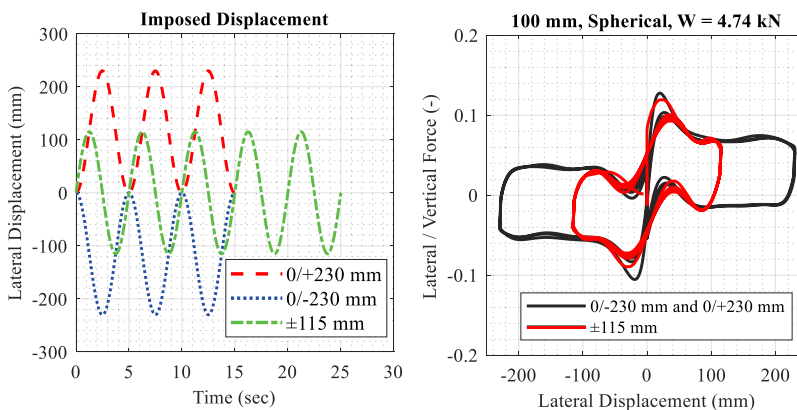 Imposed Displacement
300
200
100
0
-100
-200
-300
0
5
10
15
20
25
30
Lateral Displacement (mm)
Time (sec)
0/+230 mm
0/-230 mm
±115 mm
100 mm, Spherical, W = 4.74 kN
0.2
0.1
0
-0.1
-0.2
-200
-100
0
100
200
Lateral / Vertical Force (-)
Lateral Displacement (mm)
0/-230 mm and 0/+230 mm
±115 mm